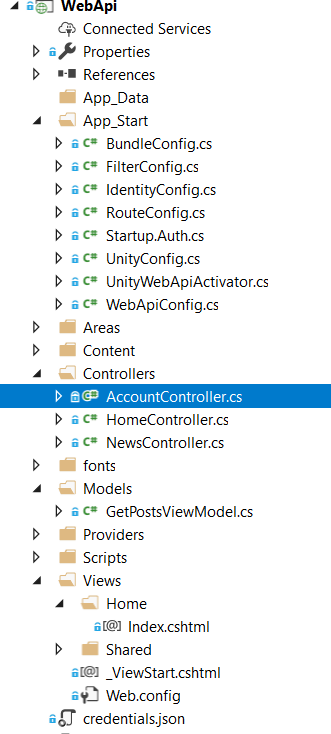 WebApi
Connected Services
Properties
References
App_Data
App_Start
C# BundleConfig.cs
C# FilterConfig.cs
C# IdentityConfig.cs
C# RouteConfig.cs
C# Startup.Auth.cs
C# UnityConfig.cs
C# UnityWebApiActivator.cs
C# WebApiConfig.cs
Areas
Content
Controllers
C# AccountController.cs
C# HomeController.cs
C# NewsController.cs
fonts
Models
C# GetPostsViewModel.cs
Providers
Scripts
Views
Home
[@] Index.cshtml
Shared
[@] _ViewStart.cshtml
Web.config
credentials.json